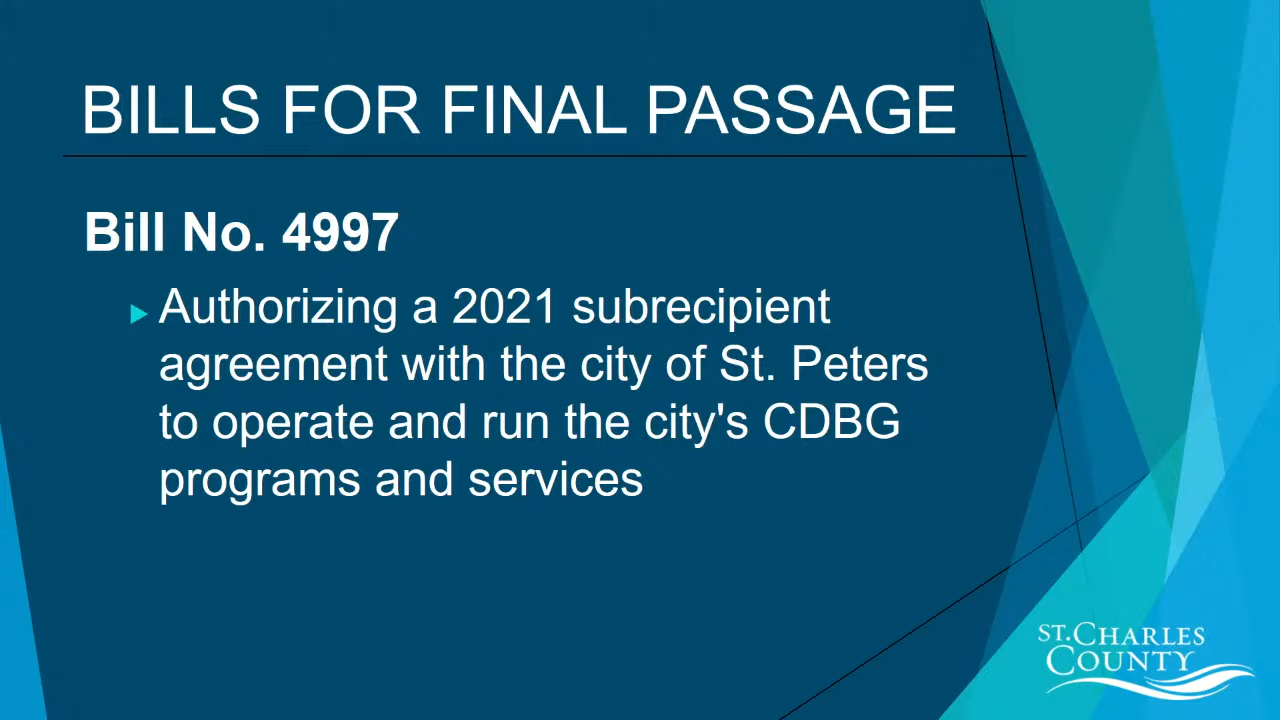 BILLS FOR FINAL PASSAGE
Bill No. 4997
Authorizing a 2021 subrecipient
agreement with the city of St. Peters
to operate and run the city's CDBG
programs and services
ST. CHARLES
COUNTY